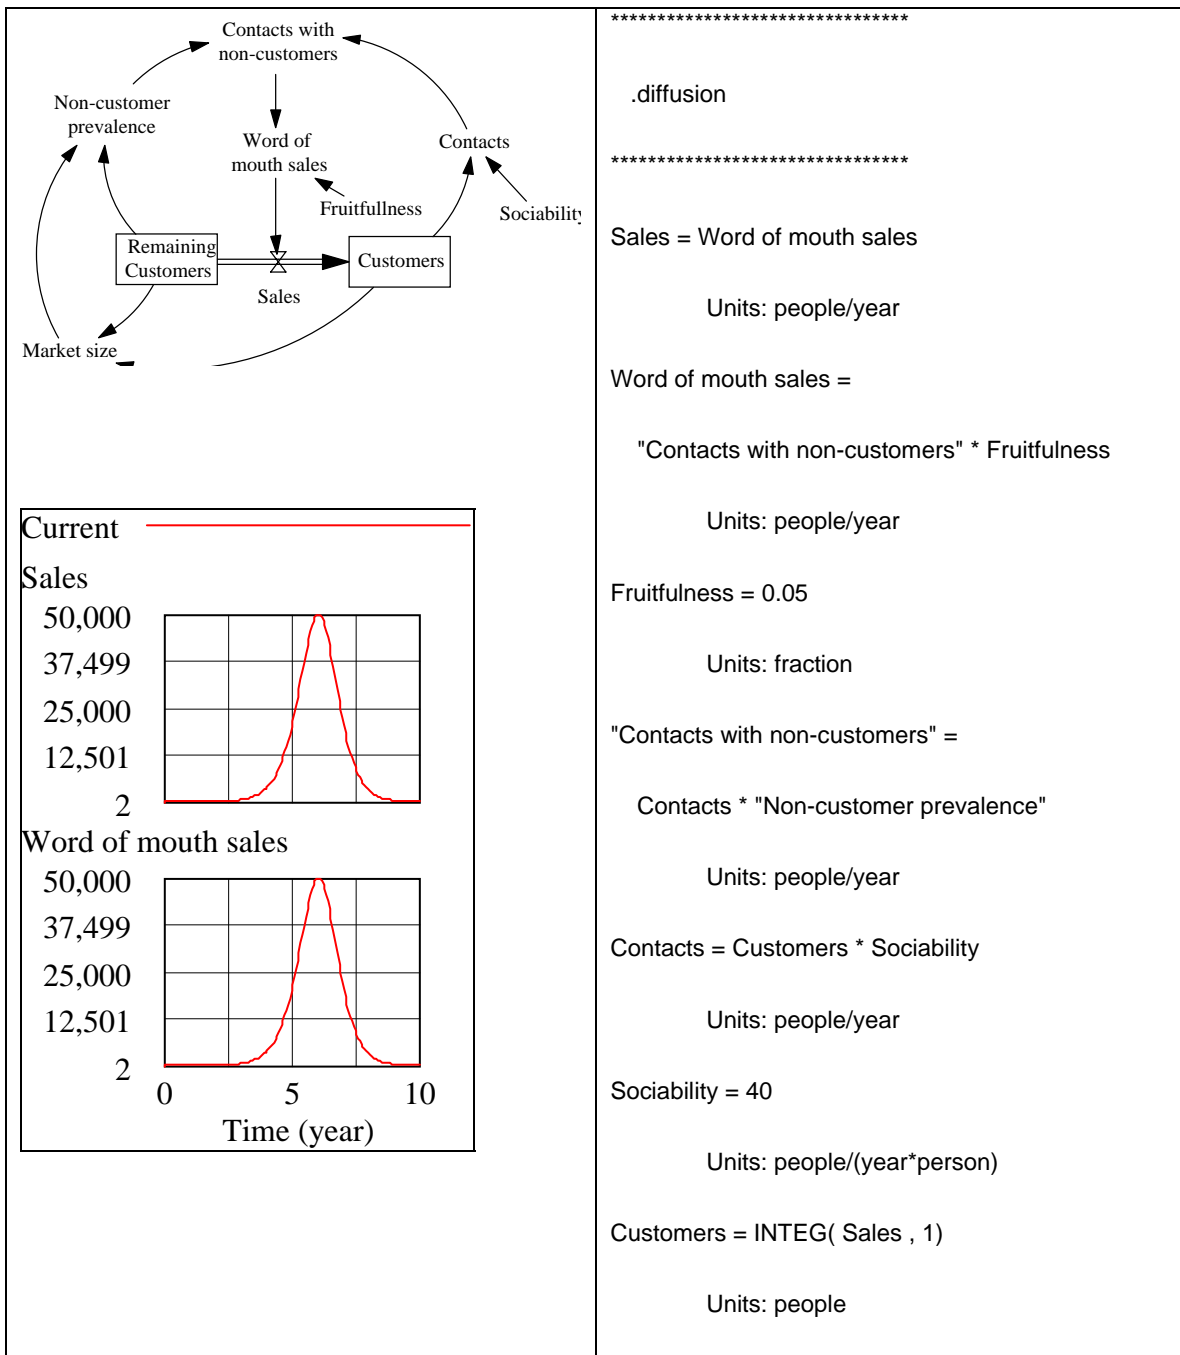 Contacts with
non-customers
Non-customer
prevalence
Word of
mouth sales
Contacts
Fruitfullness
Sociability
Remaining
Customers
Customers
Sales
Market size
Current
Sales
50,000
37,499
25,000
12,501
2
Word of mouth sales
50,000
37,499
25,000
12,501
2
0 5 10
Time (year)
********************************
.diffusion
********************************
Sales = Word of mouth sales
Units: people/year
Word of mouth sales =
"Contacts with non-customers" * Fruitfulness
Units: people/year
Fruitfulness = 0.05
Units: fraction
"Contacts with non-customers" =
Contacts * "Non-customer prevalence"
Units: people/year
Contacts = Customers * Sociability
Units: people/year
Sociability = 40
Units: people/(year*person)
Customers = INTEG( Sales , 1)
Units: people